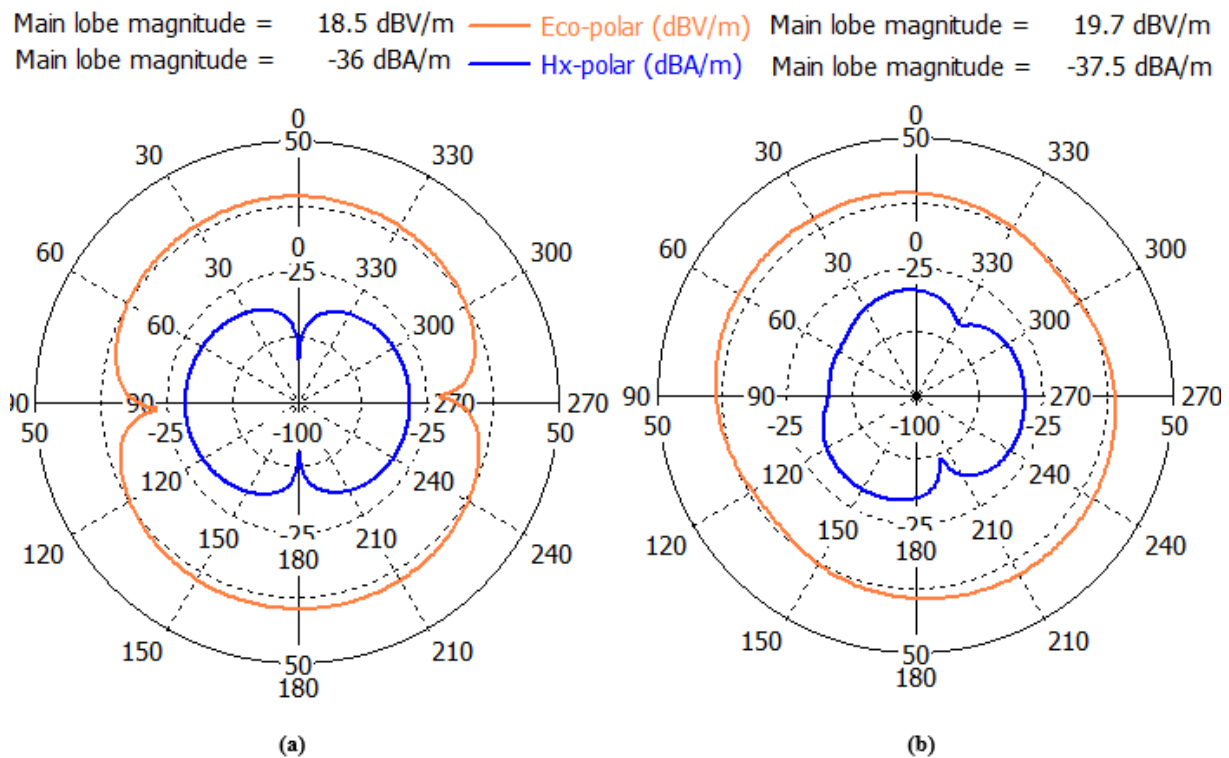 Main lobe magnitude = 18.5 dBV/m Eco-polar (dBV/m) Main lobe magnitude = 19.7 dBV/m
Main lobe magnitude = -36 dBA/m Hx-polar (dBA/m) Main lobe magnitude = -37.5 dBA/m
0 0
30 50 330 30 50 330
60 0 300 60 0 300
30 -25 330 30 -25 330
60 300 60 300
90 270 270 90 90 270 270
50 -25 -100 -25 50 50 -25 -100 -25 50
120 240 120 240
150 -25 210 150 -25 210
120 180 240 120 180 240
150 50 210 150 50 210
180 180
(a) (b)